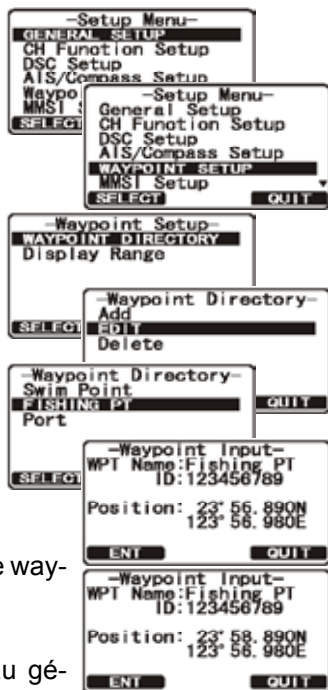 -Setup Menu-
GENERAL SETUP
CH Function Setup
DSC Setup
AIS/Compass Setup
Waypo
MMSI
SELECT
-Setup Menu-
General Setup
CH Function Setup
DSC Setup
AIS/Compass Setup
WAYPOINT SETUP
MMSI Setup
SELECT QUIT
-Waypoint Setup-
WAYPOINT DIRECTORY
Display Range
SELECT
-Waypoint Directory-
Add
EDIT
Delete
QUIT
-Waypoint Directory-
Swim Point
FISHING PT
Port
SELECT
-Waypoint Input-
WPT Name:Fishing PT
ID:123456789
Position: 23°56.890N
123°56.980E
ENT QUIT
e way-
-Waypoint Input-
WPT Name:Fishing PT
ID:123456789
Position: 23°58.890N
123°56.980E
au gé-
ENT QUIT